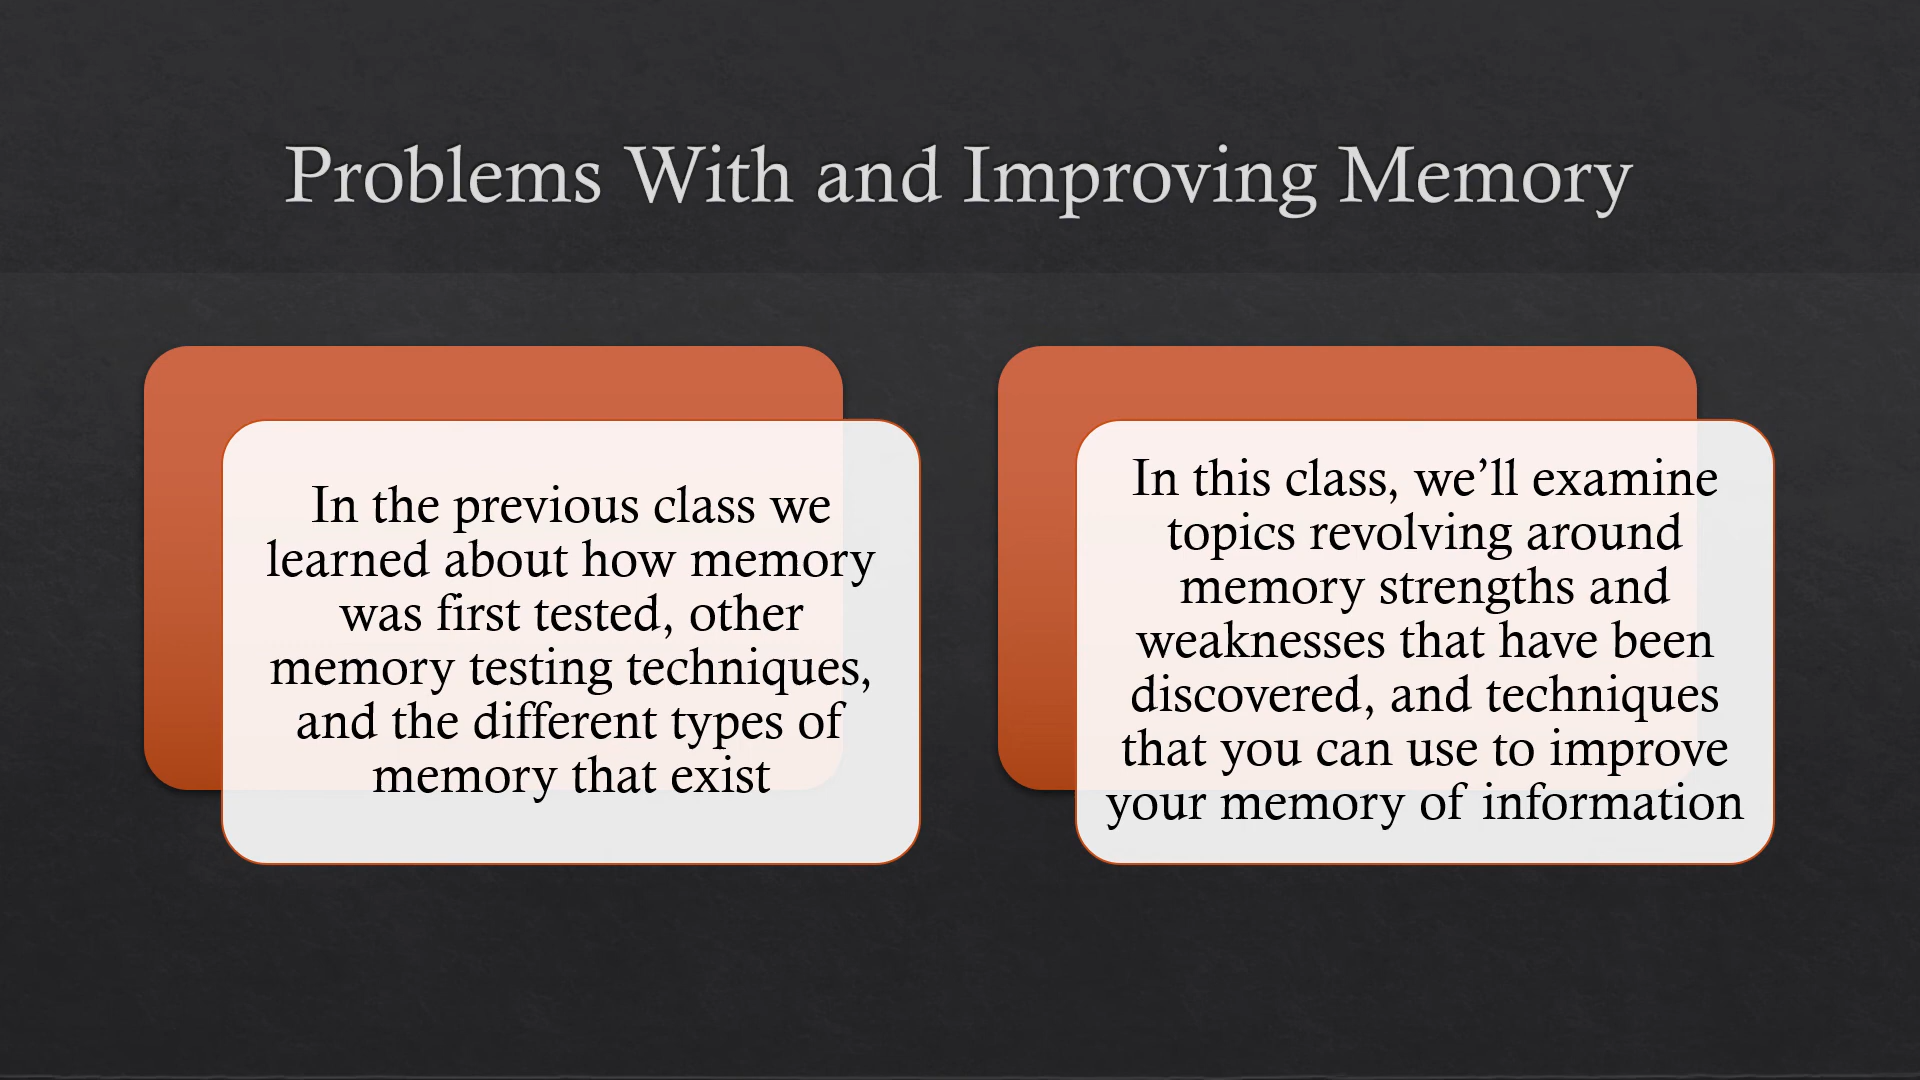 Problems With and Improving Memory
In the previous class we
learned about how memory
was first tested, other
memory testing techniques,
and the different types of
memory that exist
In this class, we’ll examine
topics revolving around
memory strengths and
weaknesses that have been
discovered, and techniques
that you can use to improve
your memory of information